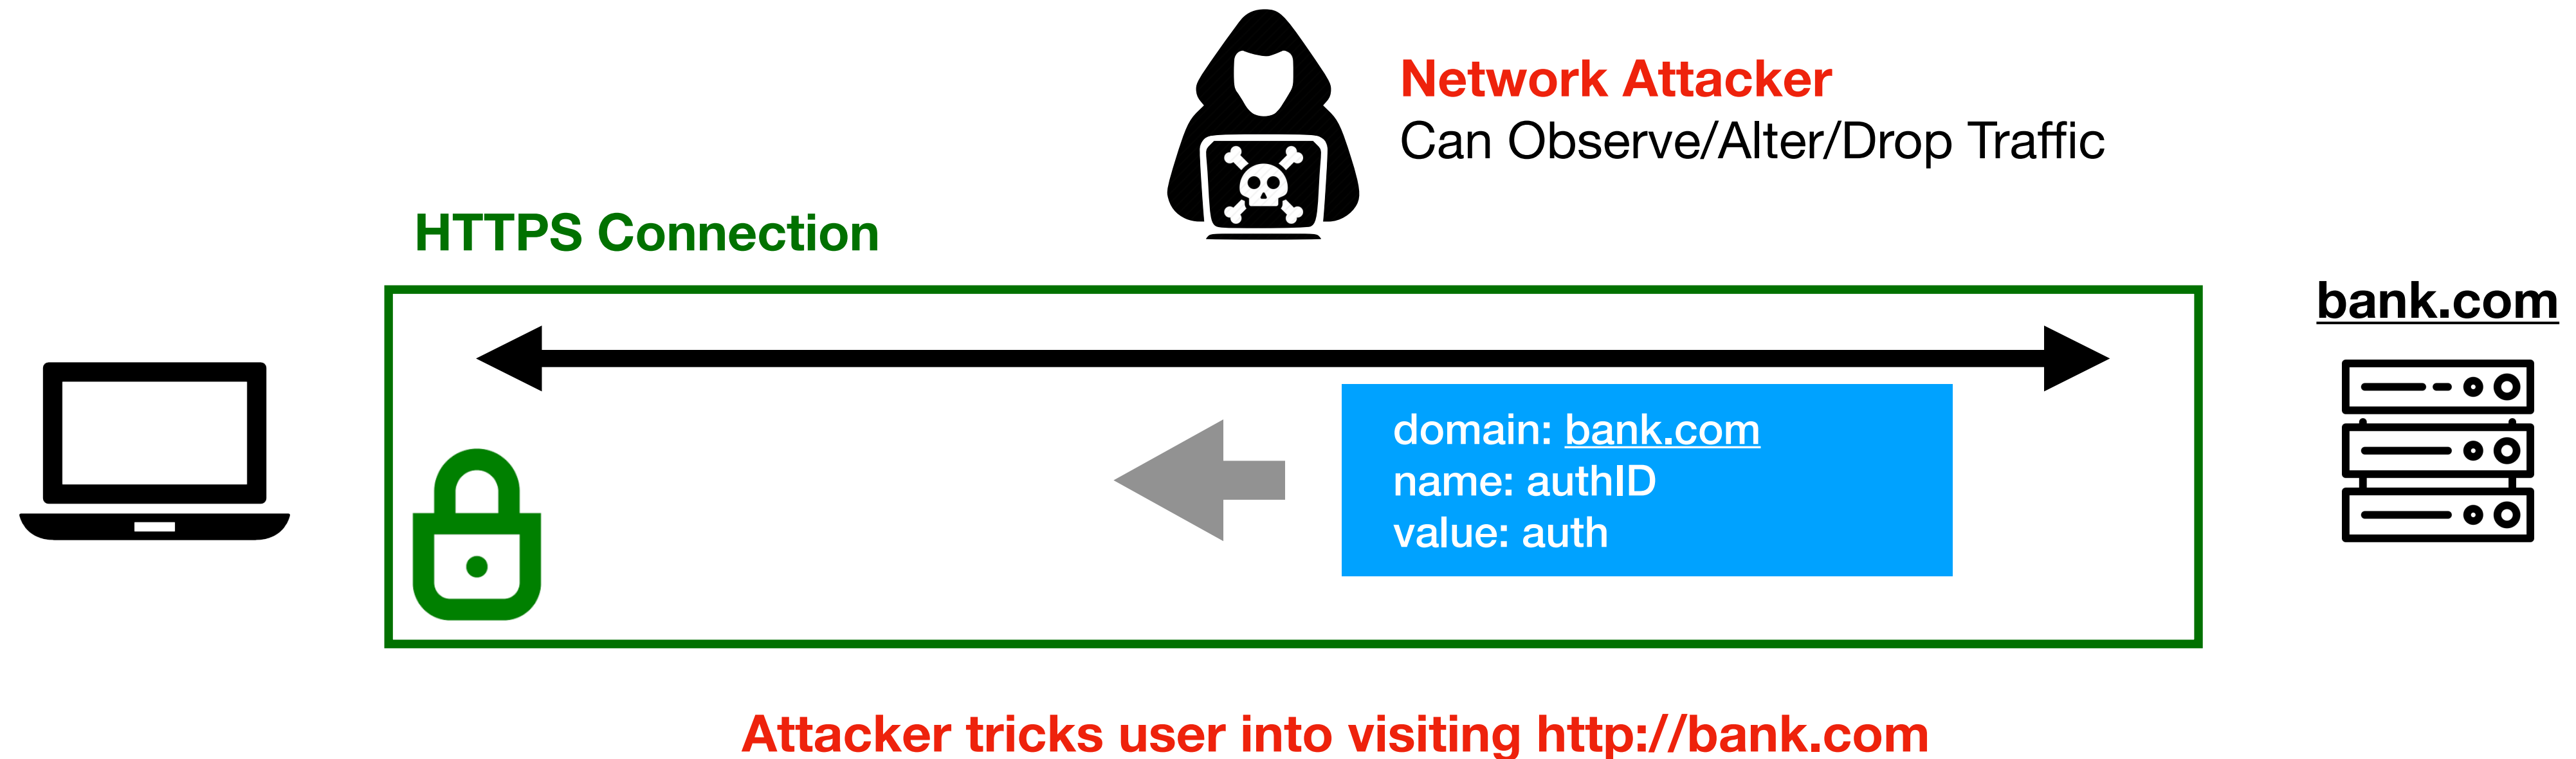 Network Attacker
Can Observe/Alter/Drop Traffic
HTTPS Connection
bank.com
domain: bank.com
name: authID
value: auth
Attacker tricks user into visiting http://bank.com